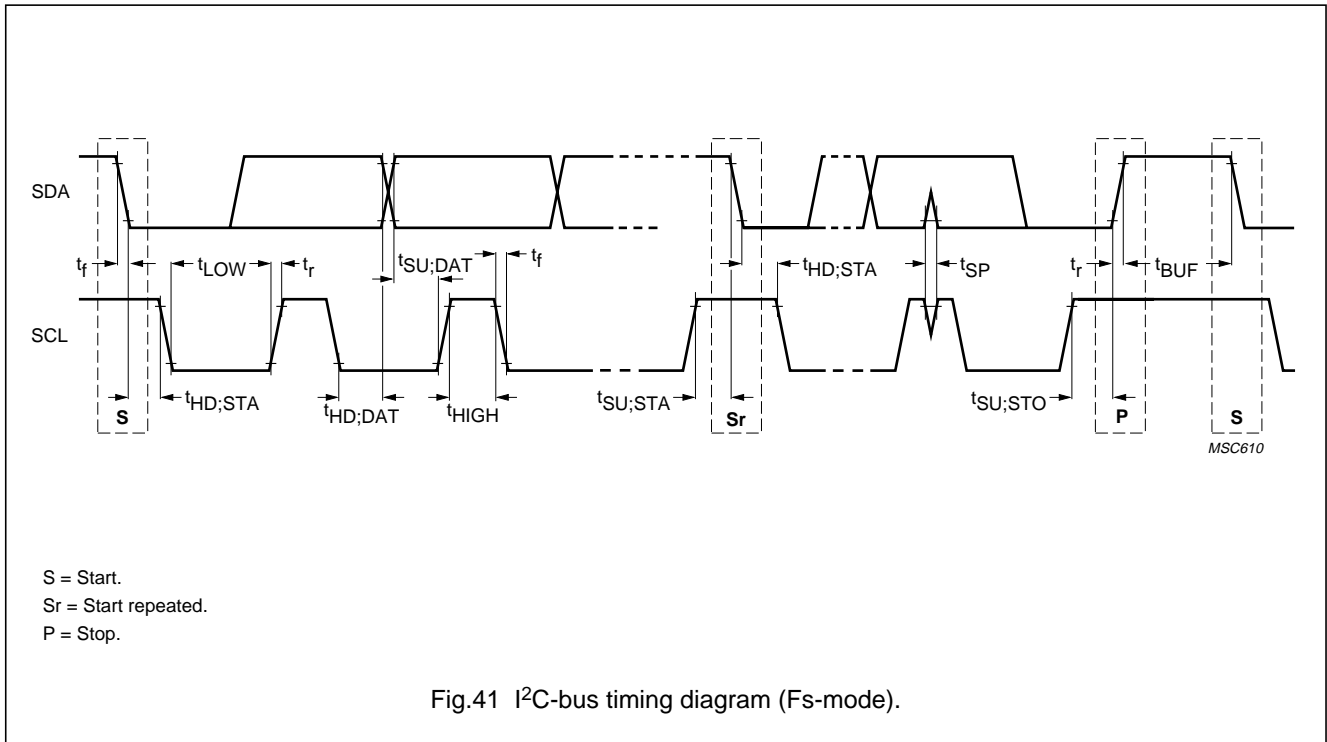 SDA
t_f t_LOW t_r t_SU;DAT t_f t_HD;STA t_SP t_r t_BUF
SCL
t_HD;STA t_HD;DAT t_HIGH t_SU;STA t_SU;STO
S Sr P S
MSC610
S = Start.
Sr = Start repeated.
P = Stop.
Fig.41 I²C-bus timing diagram (Fs-mode).